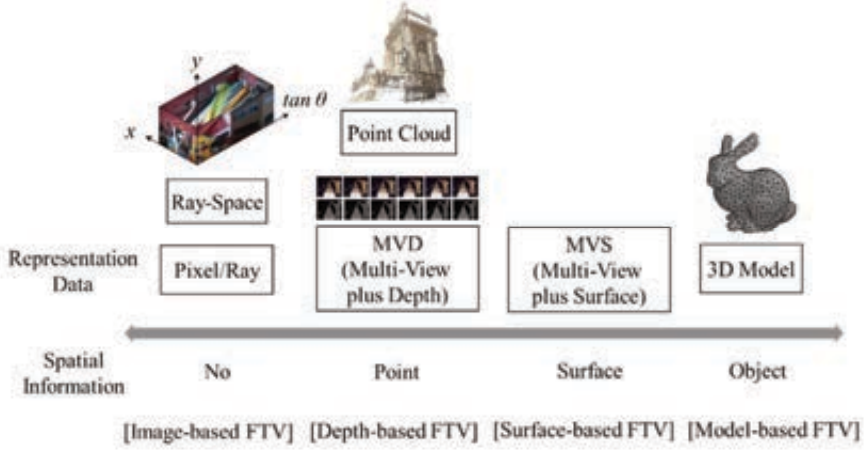 y
tan θ
x
Point Cloud
Ray-Space
Representation
Data
Pixel/Ray
MVD
(Multi-View
plus Depth)
MVS
(Multi-View
plus Surface)
3D Model
Spatial
Information
No
Point
Surface
Object
[Image-based FTV]
[Depth-based FTV]
[Surface-based FTV]
[Model-based FTV]